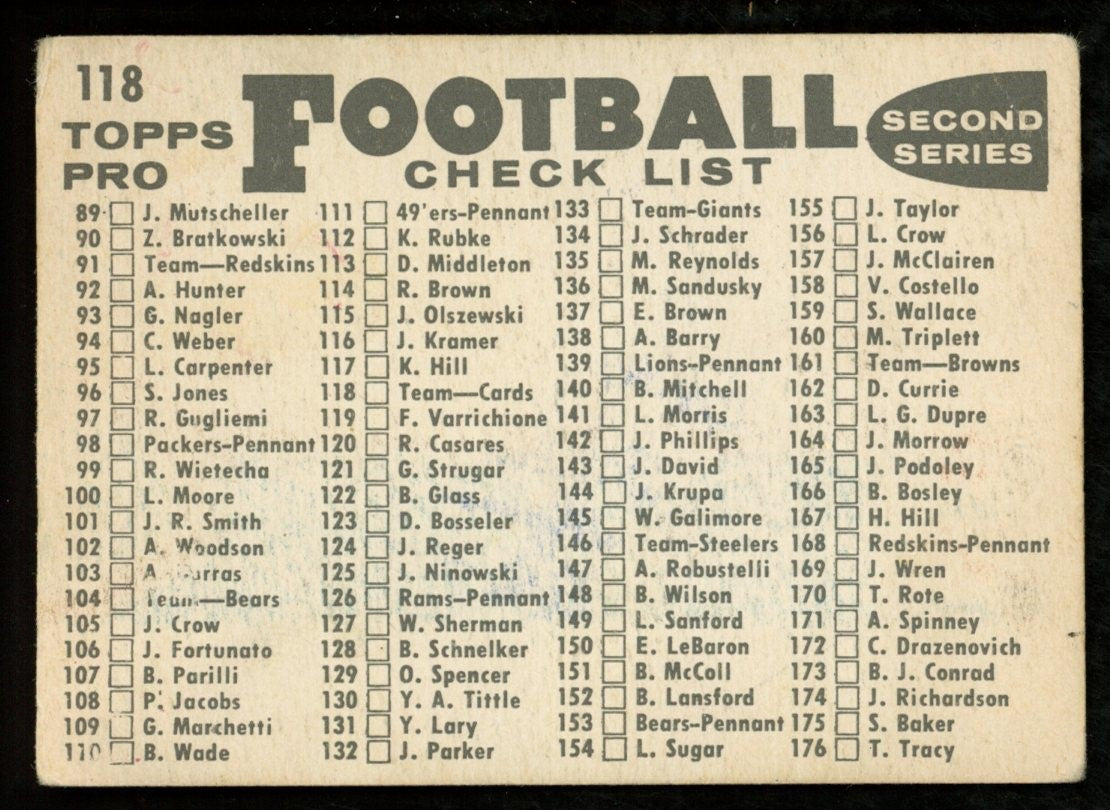 118
TOPPS
PRO
FOOTBALL
CHECK LIST
SECOND
SERIES
89 J. Mutscheller
90 Z. Bratkowski
91 Team—Redskins
92 A. Hunter
93 G. Nagler
94 C. Weber
95 L. Carpenter
96 S. Jones
97 R. Gugliemi
98 Packers-Pennant
99 R. Wietecha
100 L. Moore
101 J. R. Smith
102 A. Woodson
103 A
104 Team—Bears
105 J. Crow
106 J. Fortunato
107 B. Parilli
108 P. Jacobs
109 G. Marchetti
110 B. Wade
111 49'ers-Pennant
112 K. Rubke
113 D. Middleton
114 R. Brown
115 J. Olszewski
116 J. Kramer
117 K. Hill
118 Team—Cards
119 F. Varrichione
120 R. Casares
121 G. Strugar
122 B. Glass
123 D. Bosseler
124 J. Reger
125 J. Ninowski
126 Rams-Pennant
127 W. Sherman
128 B. Schnelker
129 O. Spencer
130 Y. A. Tittle
131 Y. Lary
132 J. Parker
133 Team-Giants
134 J. Schrader
135 M. Reynolds
136 M. Sandusky
137 E. Brown
138 A. Barry
139 Lions-Pennant
140 B. Mitchell
141 L. Morris
142 J. Phillips
143 J. David
144 J. Krupa
145 W. Galimore
146 Team-Steelers
147 A. Robustelli
148 B. Wilson
149 L. Sanford
150 E. LeBaron
151 B. McColl
152 B. Lansford
153 Bears-Pennant
154 L. Sugar
155 J. Taylor
156 L. Crow
157 J. McClairen
158 V. Costello
159 S. Wallace
160 M. Triplett
161 Team—Browns
162 D. Currie
163 L. G. Dupre
164 J. Morrow
165 J. Podoley
166 B. Bosley
167 H. Hill
168 Redskins-Pennant
169 J. Wren
170 T. Rote
171 A. Spinney
172 C. Drazenovich
173 B. J. Conrad
174 J. Richardson
175 S. Baker
176 T. Tracy